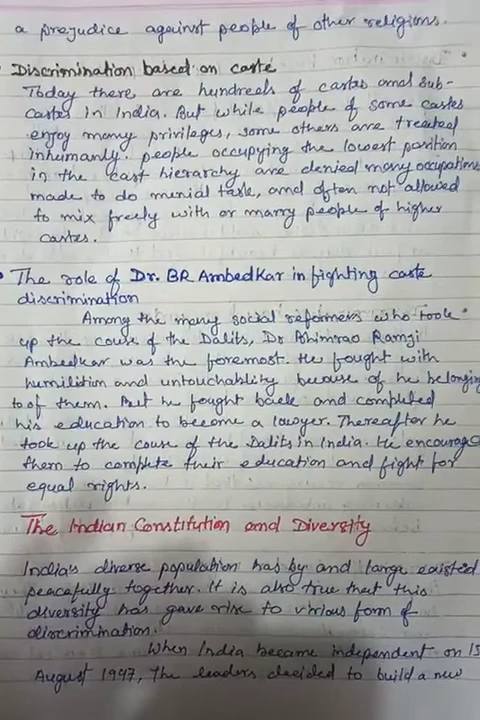 a prejudice against people of other religions.
Discrimination based on caste
Today there are hundreels of castes and sub-
castes in India. But while people of some castes
enjoy many privileges, some others are treated
inhumanly. people occupying the lowest position
in the cast hierarchy are denied many occupations
made to do menial task, and often not allowed
to mix freely with or marry people of higher
castes.
The role of Dr. BR Ambedkar in fighting caste
discrimination
Among the many social reformers who took
up the couse of the Dalits, Dr Bhimrao Ramji
Ambedkar was the foremost. He fought with
humilition and untouchablity because of he belonging
to of them. But he fought back and completed
his education to become a lawyer. Thereafter he
took up the couse of the Dalits in India. He encourage
them to complete their education and fight for
equal rights.
The Indian Constitution and Diversity
India's diverse population has by and large existed
peacefully together. It is also true that this
diversity has gave rise to virious form of
discrimination.
When India became independent on 15
August 1947, The leaders decided to build a new